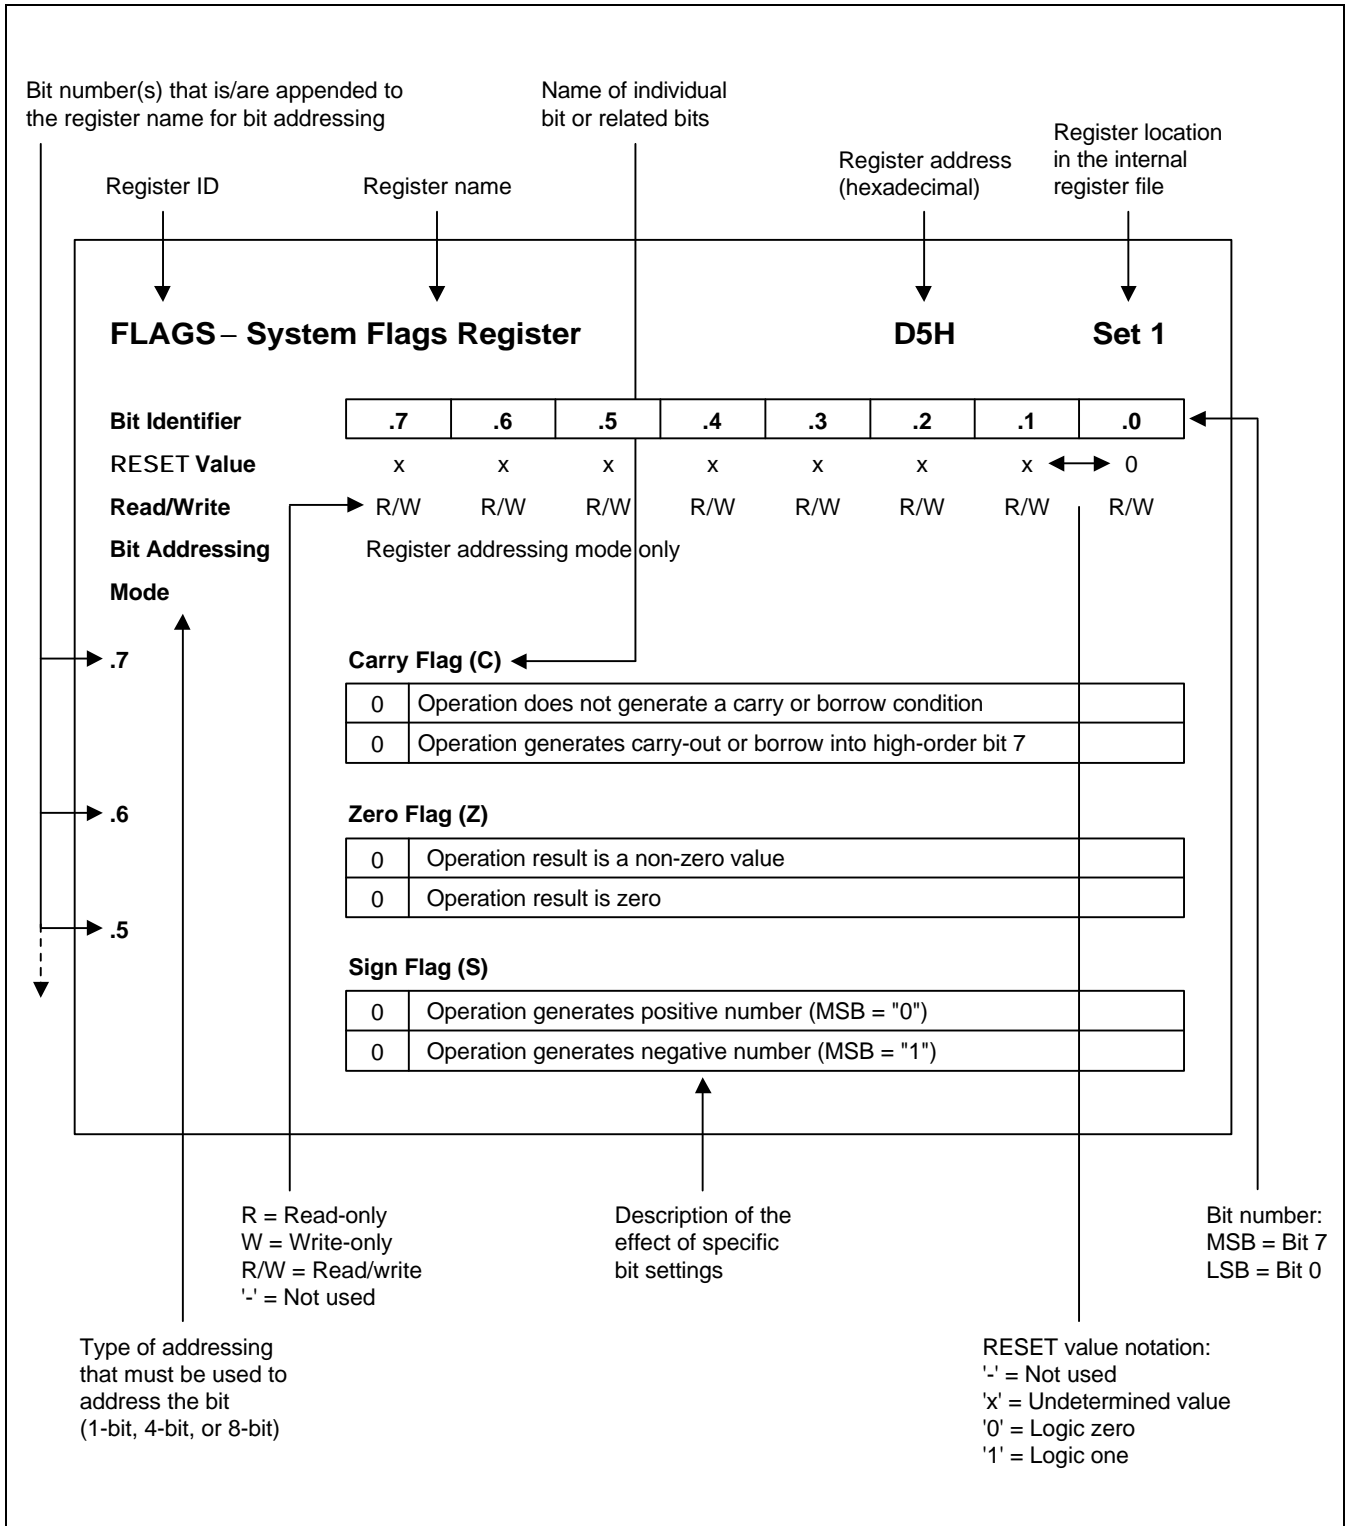 Bit number(s) that is/are appended to
the register name for bit addressing
Name of individual
bit or related bits
Register ID
Register name
Register address
(hexadecimal)
Register location
in the internal
register file
FLAGS – System Flags Register D5H Set 1
Bit Identifier .7 .6 .5 .4 .3 .2 .1 .0
RESET Value x x x x x x x 0
Read/Write R/W R/W R/W R/W R/W R/W R/W R/W
Bit Addressing Register addressing mode only
Mode
.7 Carry Flag (C)
0 Operation does not generate a carry or borrow condition
0 Operation generates carry-out or borrow into high-order bit 7
.6 Zero Flag (Z)
0 Operation result is a non-zero value
0 Operation result is zero
.5
Sign Flag (S)
0 Operation generates positive number (MSB = "0")
0 Operation generates negative number (MSB = "1")
R = Read-only
W = Write-only
R/W = Read/write
'-' = Not used
Description of the
effect of specific
bit settings
Bit number:
MSB = Bit 7
LSB = Bit 0
Type of addressing
that must be used to
address the bit
(1-bit, 4-bit, or 8-bit)
RESET value notation:
'-' = Not used
'x' = Undetermined value
'0' = Logic zero
'1' = Logic one